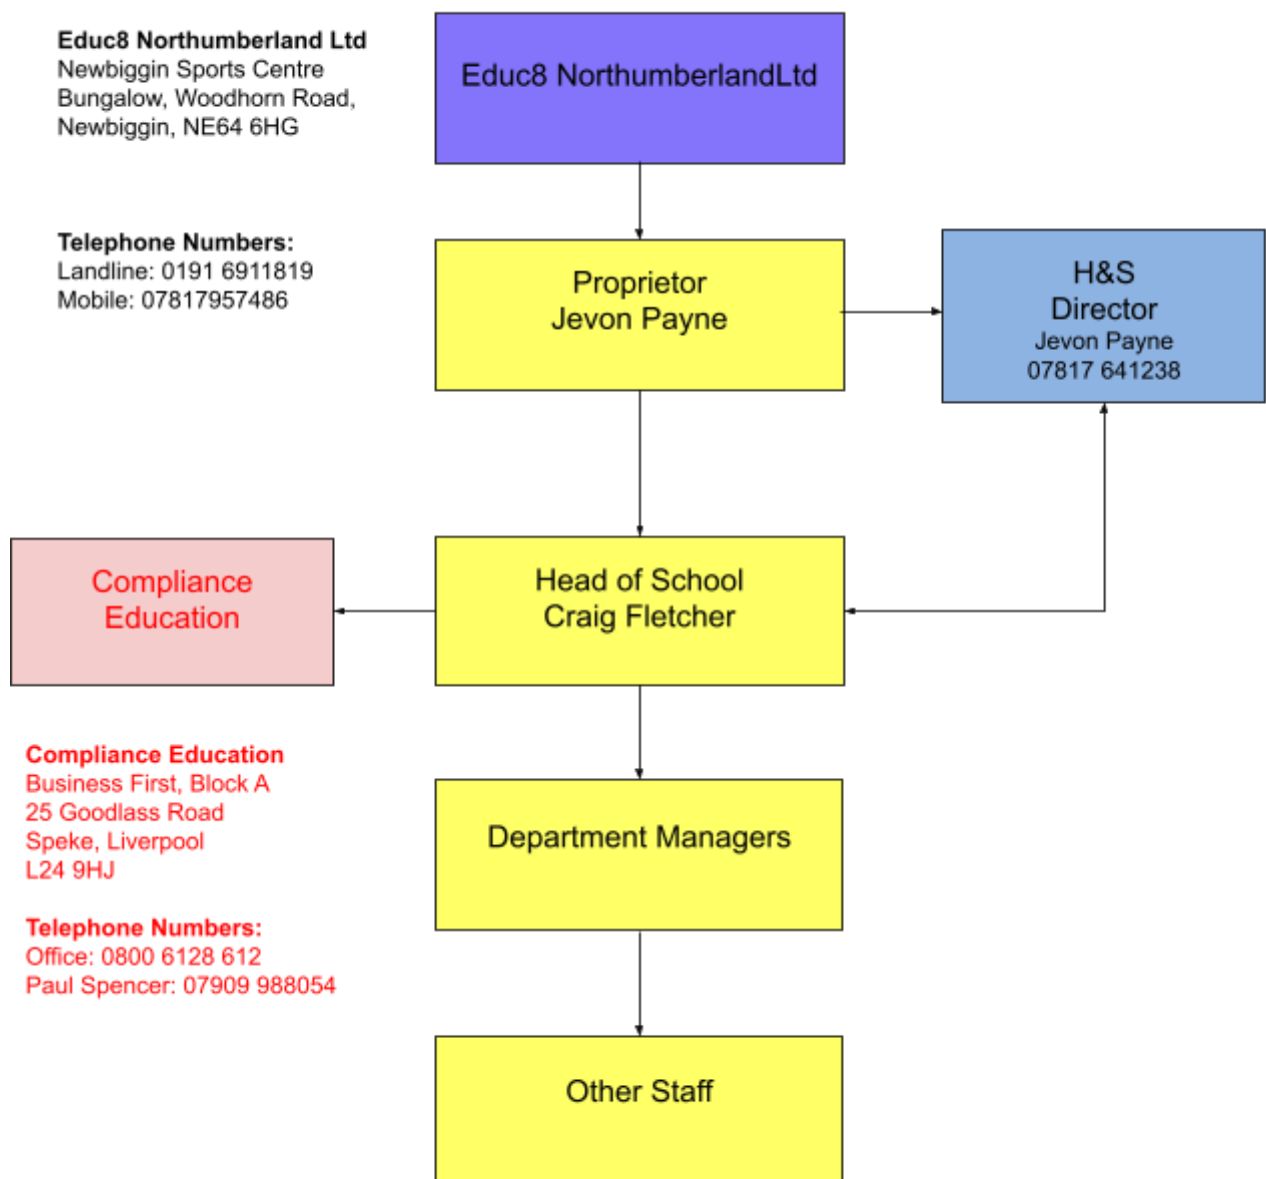 Educ8 Northumberland Ltd
Newbiggin Sports Centre
Bungalow, Woodhorn Road,
Newbiggin, NE64 6HG
Educ8 NorthumberlandLtd
Telephone Numbers:
Landline: 0191 6911819
Mobile: 07817957486
Proprietor
Jevon Payne
H&S
Director
Jevon Payne
07817 641238
Compliance
Education
Head of School
Craig Fletcher
Compliance Education
Business First, Block A
25 Goodlass Road
Speke, Liverpool
L24 9HJ
Telephone Numbers:
Office: 0800 6128 612
Paul Spencer: 07909 988054
Department Managers
Other Staff